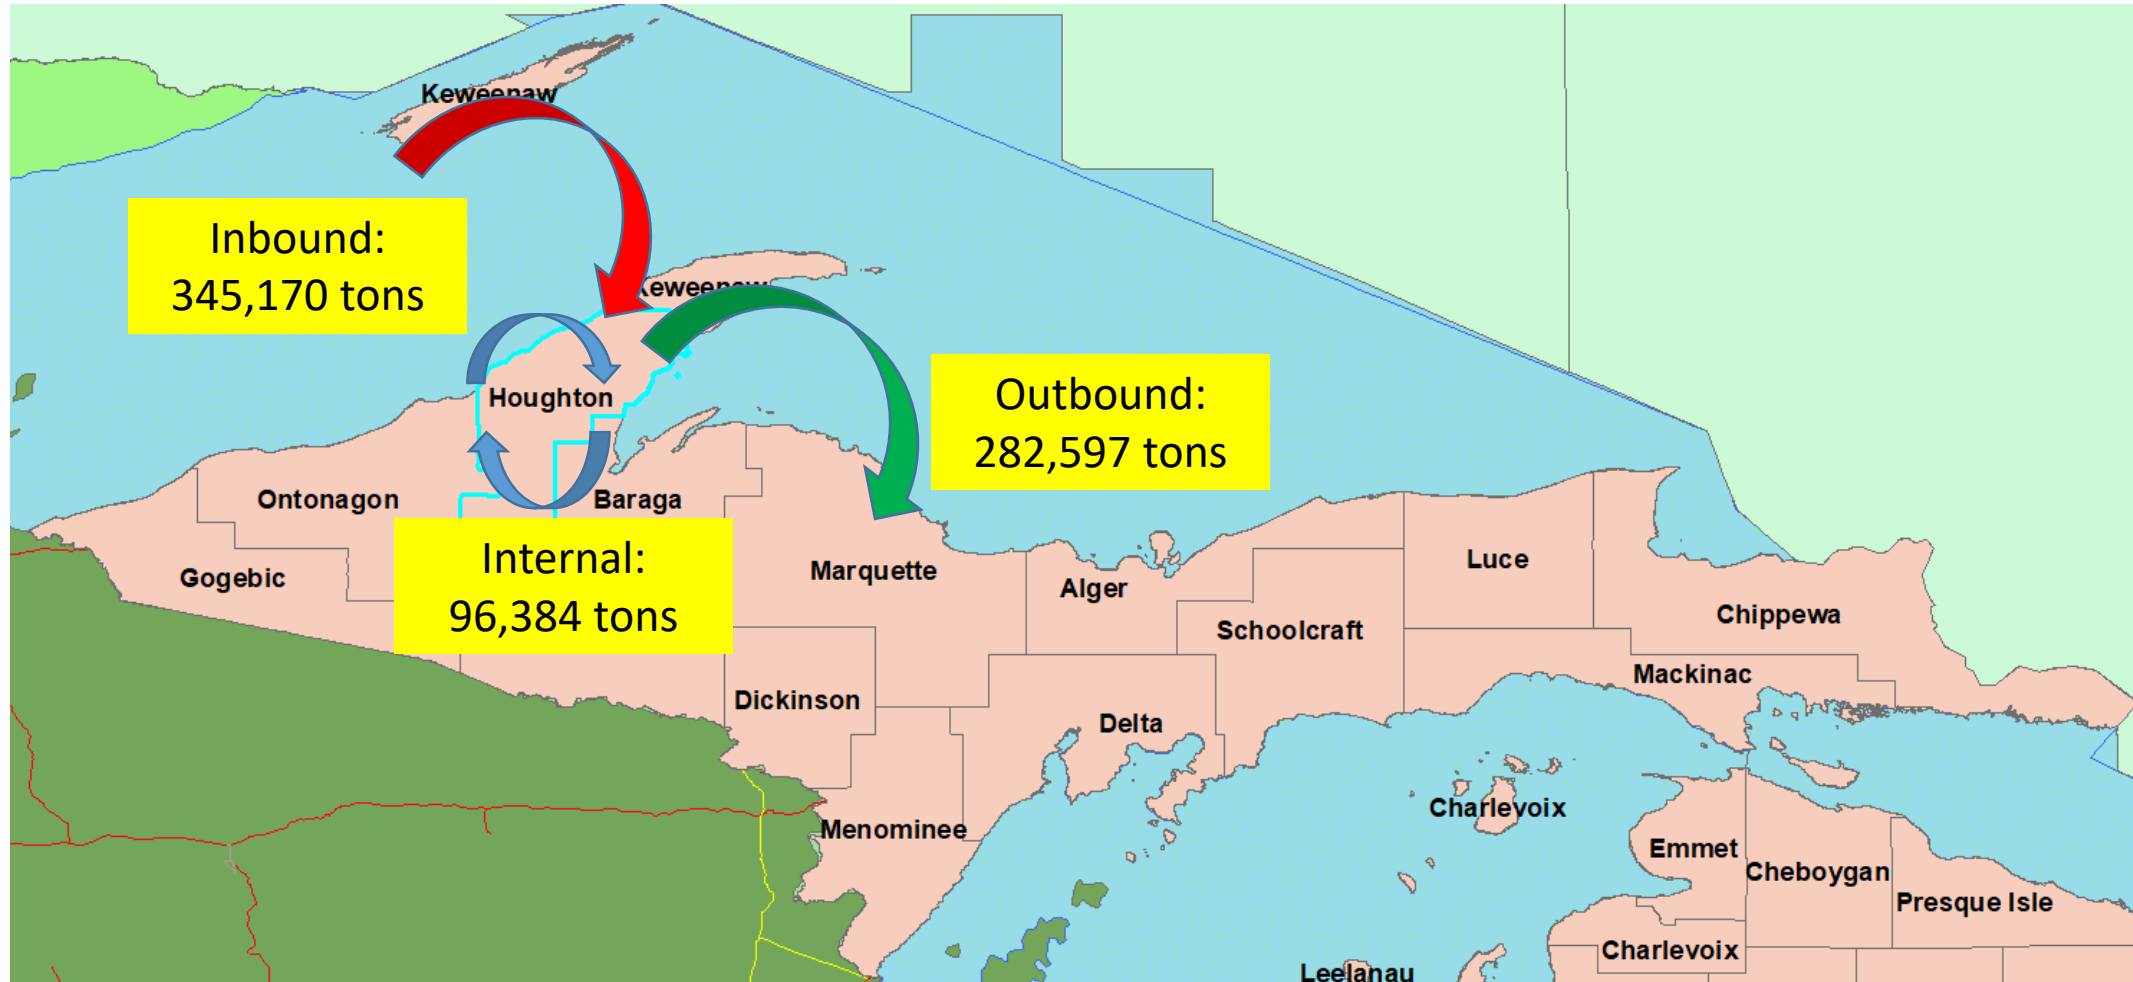 Keweenaw
Inbound:
345,170 tons
Keweenaw
Houghton
Outbound:
282,597 tons
Ontonagon
Baraga
Internal:
96,384 tons
Gogebic
Marquette
Alger
Luce
Schoolcraft
Chippewa
Mackinac
Dickinson
Delta
Menominee
Charlevoix
Emmet
Cheboygan
Presque Isle
Charlevoix
Leelanau